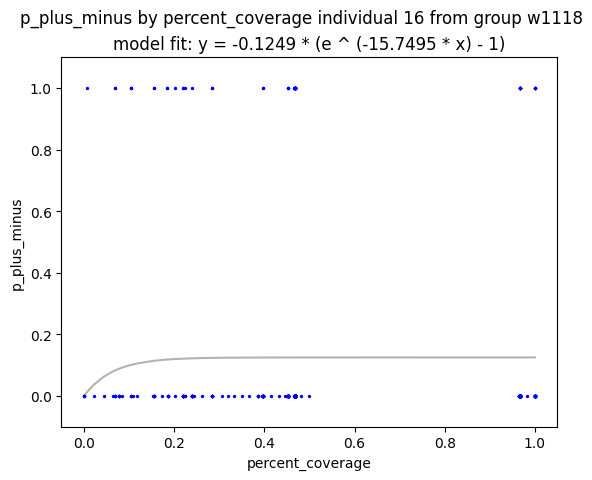 p_plus_minus by percent_coverage individual 16 from group w1118
model fit: y = -0.1249 * (e ^ (-15.7495 * x) - 1)
1.0
0.8
0.6
0.4
0.2
0.0
p_plus_minus
0.0 0.2 0.4 0.6 0.8 1.0
percent_coverage